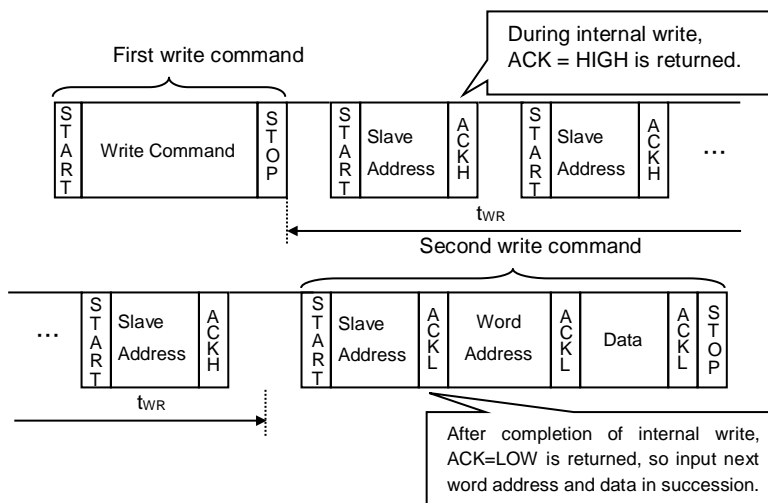 First write command
During internal write,
ACK = HIGH is returned.
START
Write Command
STOP
START
Slave
Address
ACKH
START
Slave
Address
ACKH
…
tWR
Second write command
…
START
Slave
Address
ACKH
START
Slave
Address
ACKL
Word
Address
ACKL
Data
ACKL
STOP
tWR
After completion of internal write,
ACK=LOW is returned, so input next
word address and data in succession.